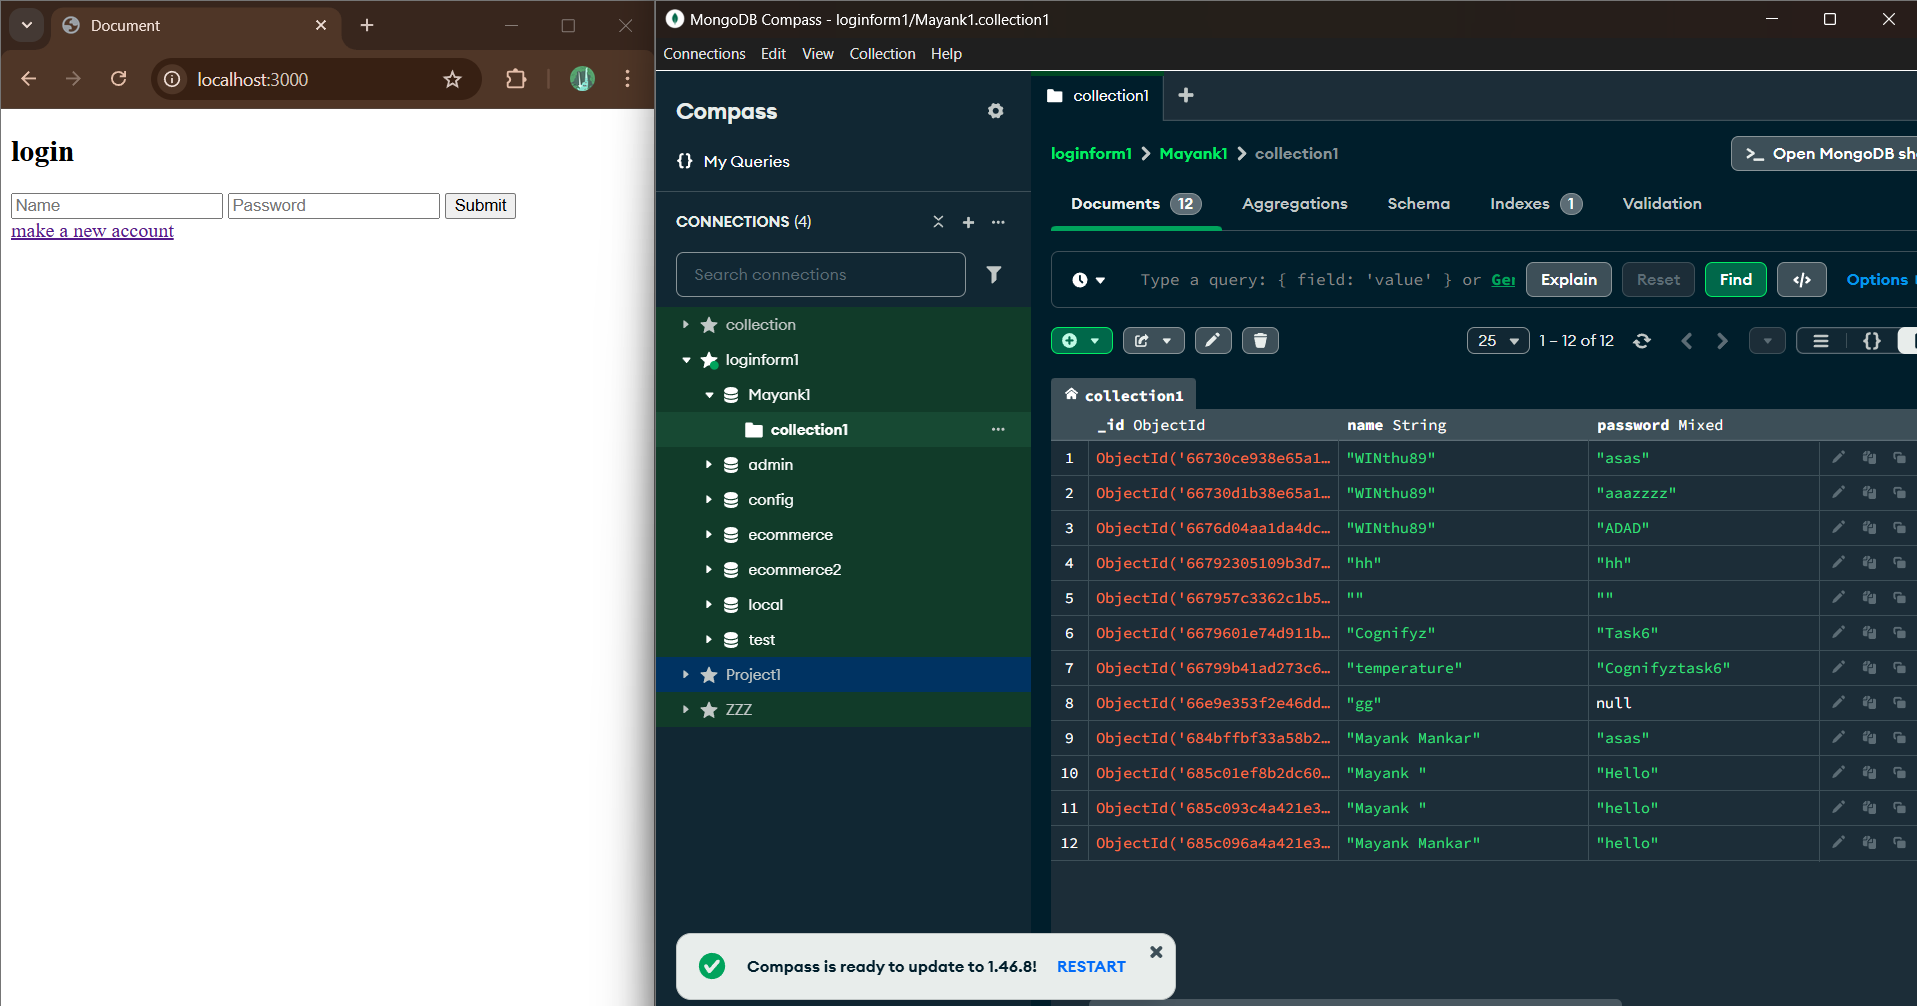 Document
localhost:3000
login
Name Password Submit
make a new account
MongoDB Compass - loginform1/Mayank1.collection1
Connections Edit View Collection Help
Compass
{} My Queries
CONNECTIONS (4)
Search connections
collection
loginform1
Mayank1
collection1
admin
config
ecommerce
ecommerce2
local
test
Project1
ZZZ
collection1
loginform1 > Mayank1 > collection1
>_ Open MongoDB sh
Documents 12 Aggregations Schema Indexes 1 Validation
Type a query: { field: 'value' } or Ger Explain Reset Find </> Options
25 1 – 12 of 12 {}
collection1
_id ObjectId name String password Mixed
1 ObjectId('66730ce938e65a1… "WINthu89" "asas"
2 ObjectId('66730d1b38e65a1… "WINthu89" "aaazzzz"
3 ObjectId('6676d04aa1da4dc… "WINthu89" "ADAD"
4 ObjectId('66792305109b3d7… "hh" "hh"
5 ObjectId('667957c3362c1b5… "" ""
6 ObjectId('6679601e74d911b… "Cognifyz" "Task6"
7 ObjectId('66799b41ad273c6… "temperature" "Cognifyztask6"
8 ObjectId('66e9e353f2e46dd… "gg" null
9 ObjectId('684bffbf33a58b2… "Mayank Mankar" "asas"
10 ObjectId('685c01ef8b2dc60… "Mayank " "Hello"
11 ObjectId('685c093c4a421e3… "Mayank " "hello"
12 ObjectId('685c096a4a421e3… "Mayank Mankar" "hello"
Compass is ready to update to 1.46.8! RESTART